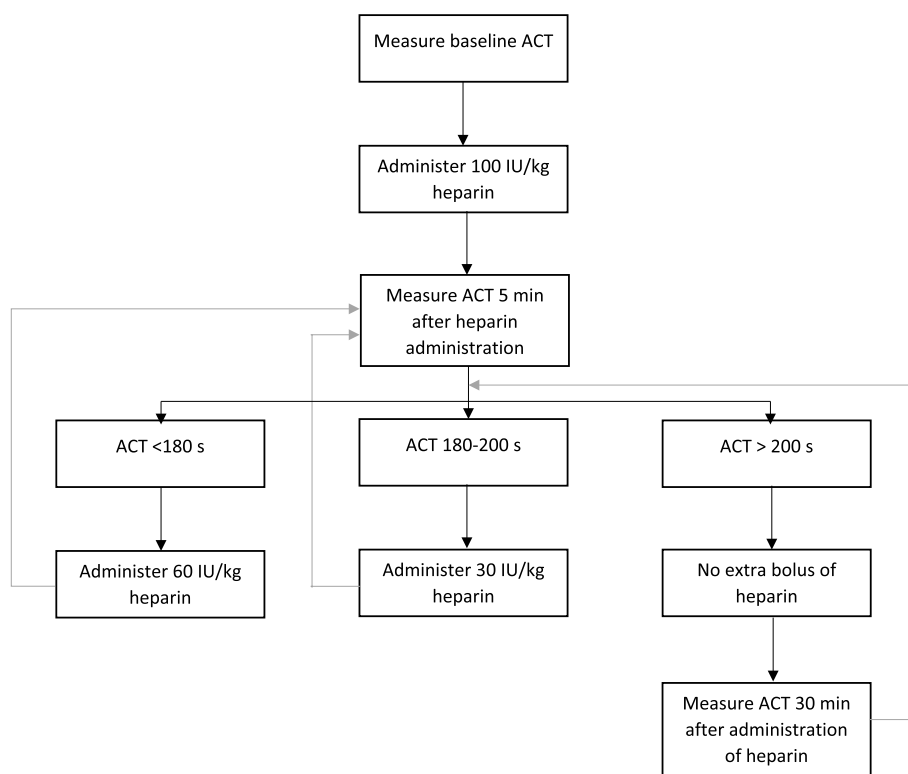 Measure baseline ACT
Administer 100 IU/kg
heparin
Measure ACT 5 min
after heparin
administration
ACT <180 s
ACT 180-200 s
ACT > 200 s
Administer 60 IU/kg
heparin
Administer 30 IU/kg
heparin
No extra bolus of
heparin
Measure ACT 30 min
after administration
of heparin